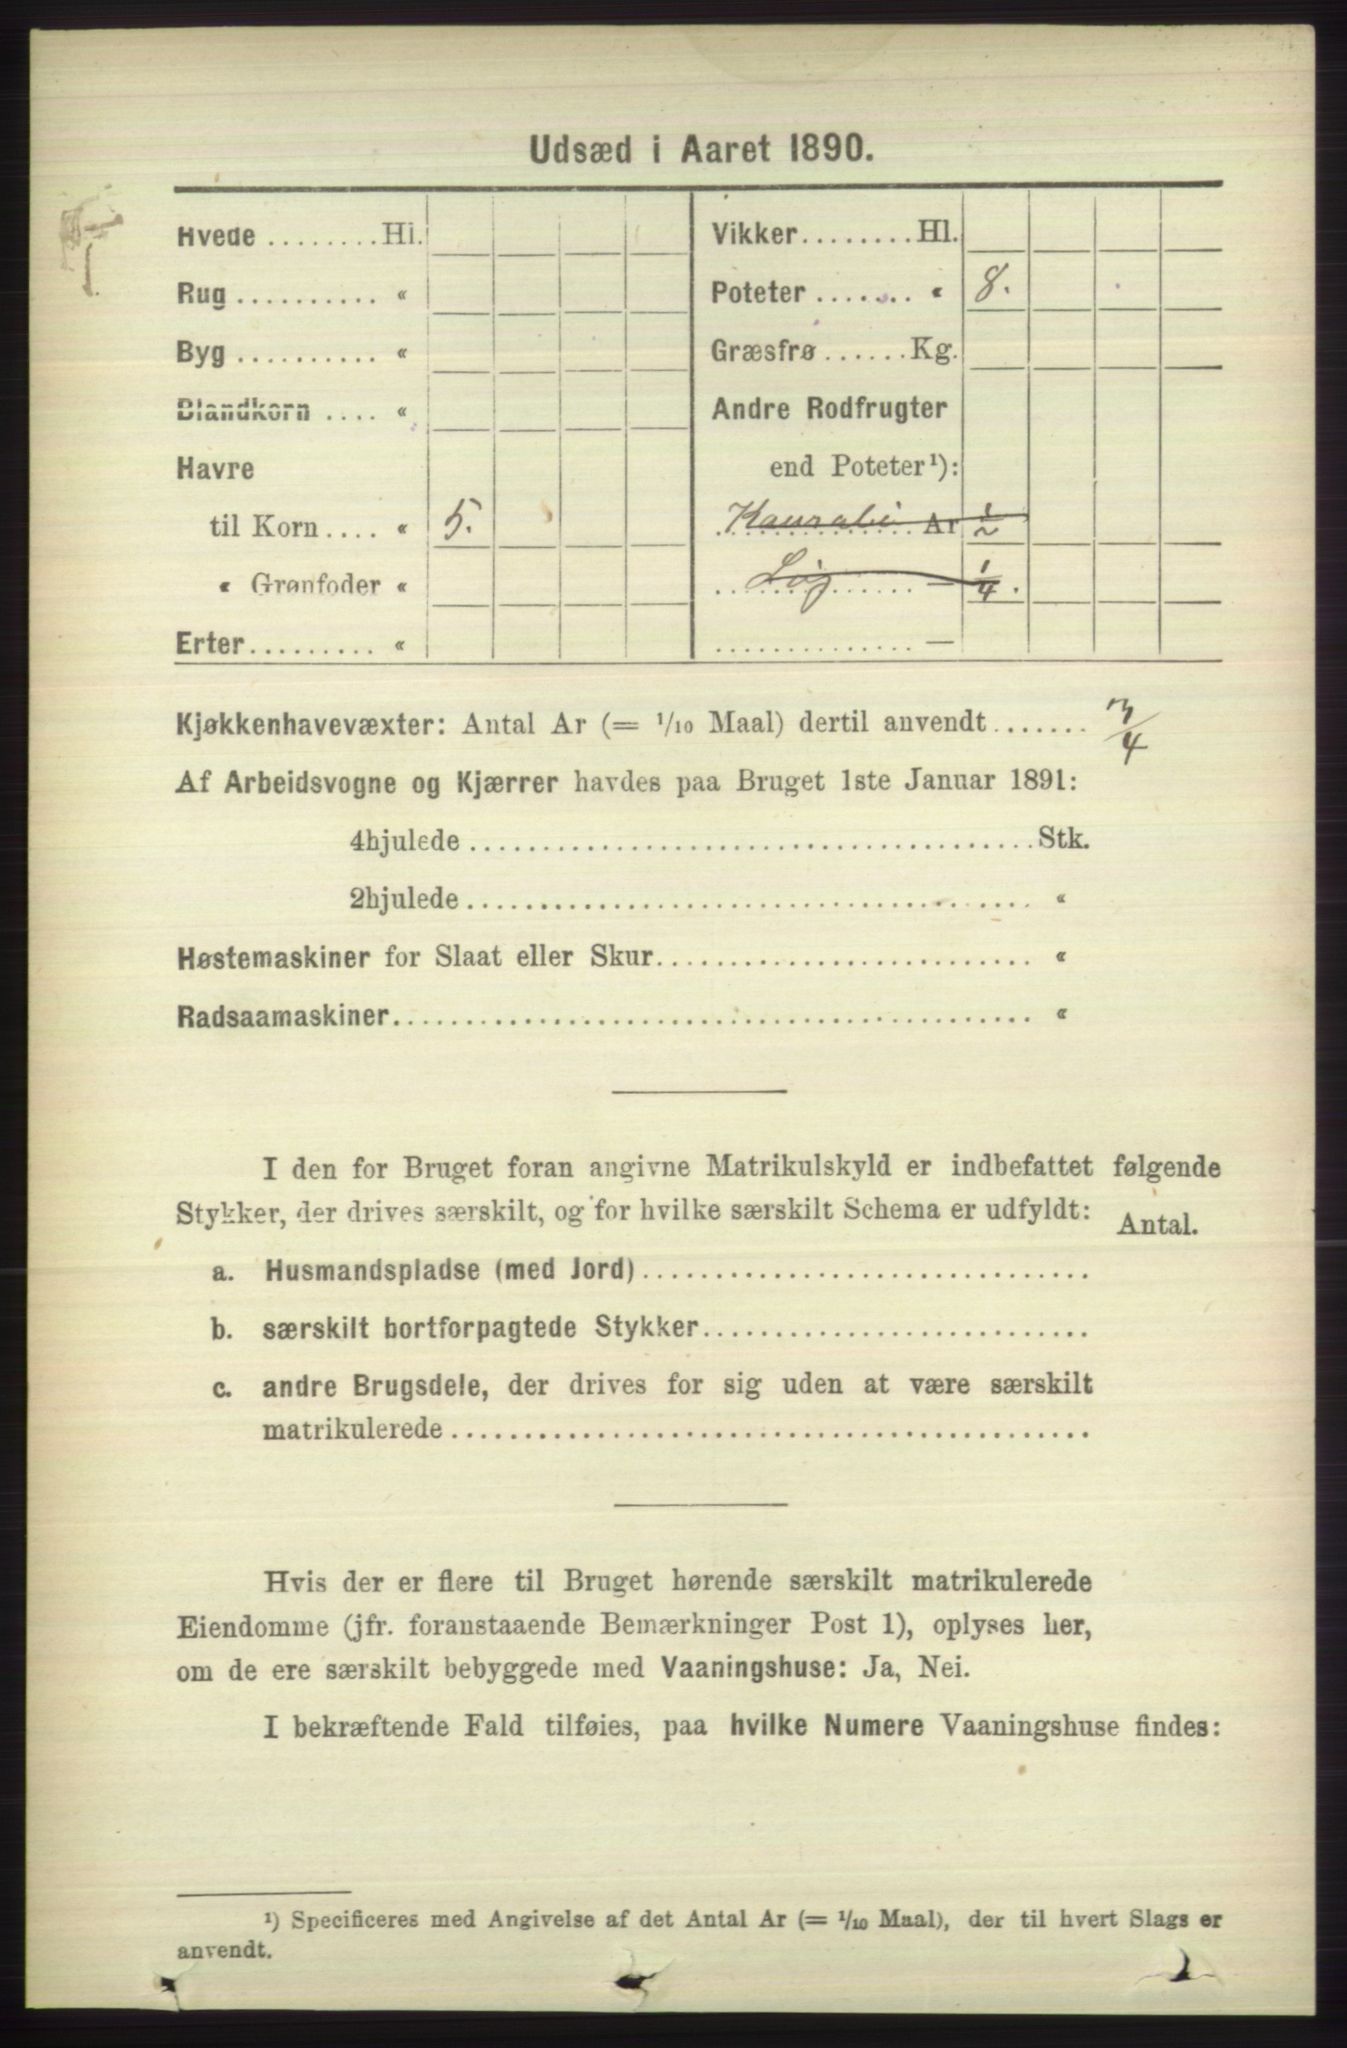 Udsæd i Aaret 1890.
Hvede ........ Hl.
Rug .......... "
Byg .......... "
Blandkorn .... "
Havre
til Korn .... " 5.
" Grønfoder "
Erter ......... "
Vikker ........ Hl.
Poteter ....... " 8.
Græsfrø ...... Kg.
Andre Rodfrugter
end Poteter¹):
Kaurabi Ar 1/2
Løg — 1/4.
.............. —
Kjøkkenhavevæxter: Antal Ar (= 1/10 Maal) dertil anvendt ....... 3/4
Af Arbeidsvogne og Kjærrer havdes paa Bruget 1ste Januar 1891:
4hjulede ........................................ Stk.
2hjulede ........................................ "
Høstemaskiner for Slaat eller Skur .......................... "
Radsaamaskiner ............................................ "
I den for Bruget foran angivne Matrikulskyld er indbefattet følgende
Stykker, der drives særskilt, og for hvilke særskilt Schema er udfyldt: Antal.
a. Husmandspladse (med Jord) ................................
b. særskilt bortforpagtede Stykker ............................
c. andre Brugsdele, der drives for sig uden at være særskilt
matrikulerede .............................................
Hvis der er flere til Bruget hørende særskilt matrikulerede
Eiendomme (jfr. foranstaaende Bemærkninger Post 1), oplyses her,
om de ere særskilt bebyggede med Vaaningshuse: Ja, Nei.
I bekræftende Fald tilføies, paa hvilke Numere Vaaningshuse findes:
¹) Specificeres med Angivelse af det Antal Ar (= 1/10 Maal), der til hvert Slags er
anvendt.